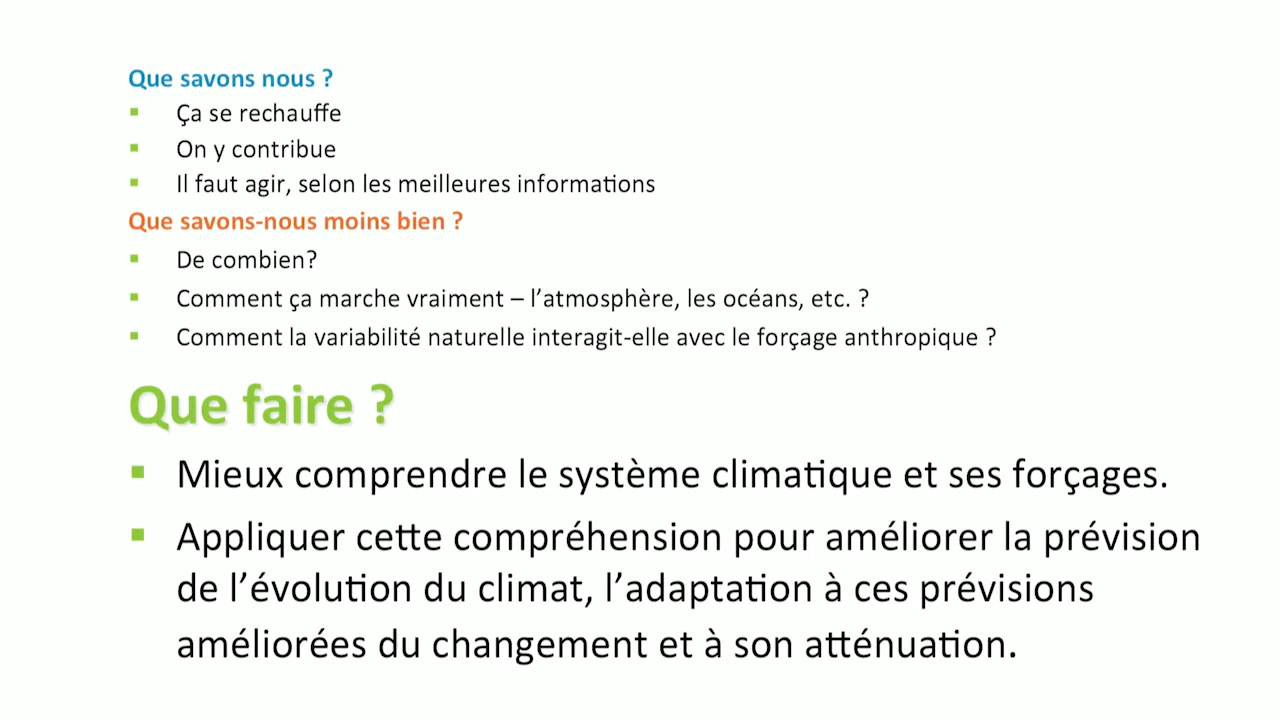 Que savons nous ?
▪ Ça se rechauffe
▪ On y contribue
▪ Il faut agir, selon les meilleures informations
Que savons-nous moins bien ?
▪ De combien?
▪ Comment ça marche vraiment – l’atmosphère, les océans, etc. ?
▪ Comment la variabilité naturelle interagit-elle avec le forçage anthropique ?
Que faire ?
▪ Mieux comprendre le système climatique et ses forçages.
▪ Appliquer cette compréhension pour améliorer la prévision
de l’évolution du climat, l’adaptation à ces prévisions
améliorées du changement et à son atténuation.